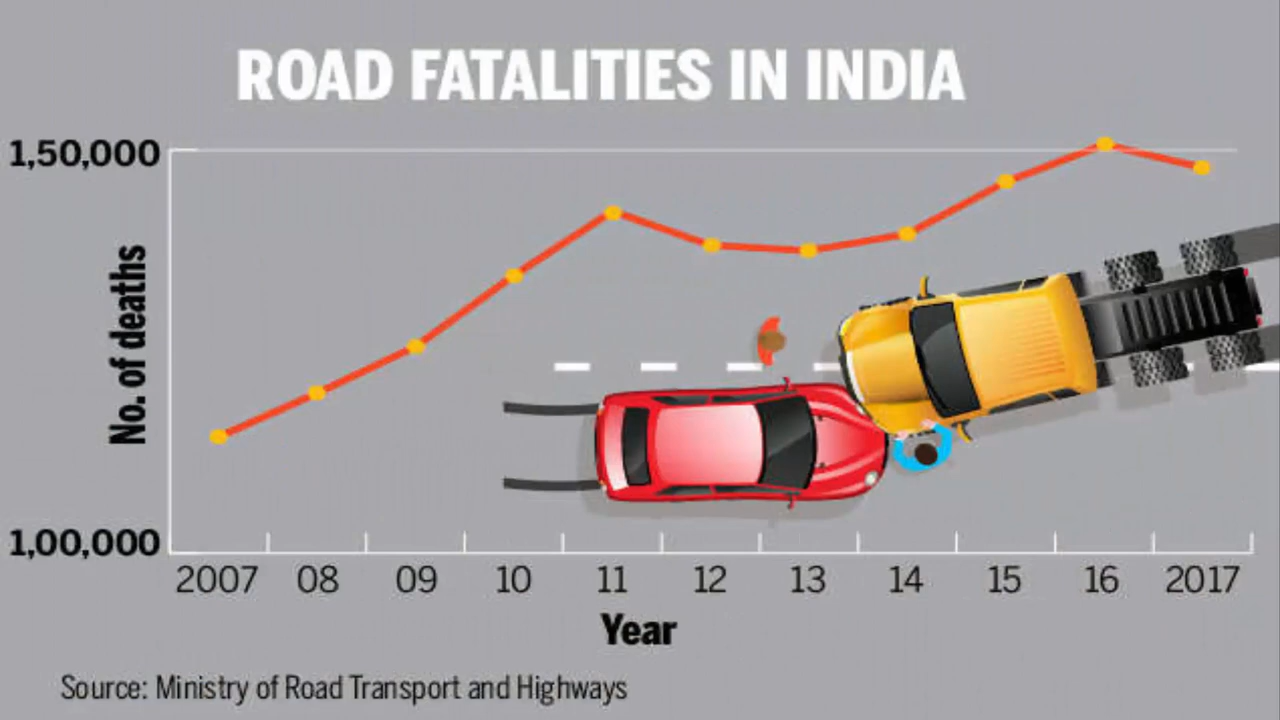 ROAD FATALITIES IN INDIA
1,50,000
No. of deaths
1,00,000
2007 08 09 10 11 12 13 14 15 16 2017
Year
Source: Ministry of Road Transport and Highways